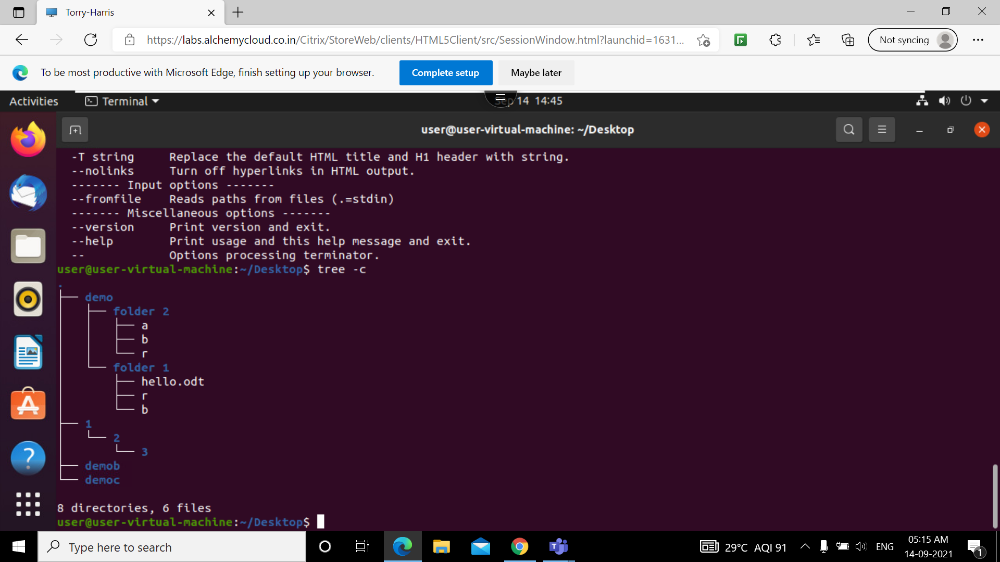 Torry-Harris
https://labs.alchemycloud.co.in/Citrix/StoreWeb/clients/HTML5Client/src/SessionWindow.html?launchid=1631...
Not syncing
To be most productive with Microsoft Edge, finish setting up your browser.
Complete setup
Maybe later
Activities
Terminal
Sep 14 14:45
user@user-virtual-machine: ~/Desktop
-T string Replace the default HTML title and H1 header with string.
--nolinks Turn off hyperlinks in HTML output.
------- Input options -------
--fromfile Reads paths from files (.=stdin)
------- Miscellaneous options -------
--version Print version and exit.
--help Print usage and this help message and exit.
-- Options processing terminator.
user@user-virtual-machine:~/Desktop$ tree -c
.
├── demo
│   ├── folder 2
│   │   ├── a
│   │   ├── b
│   │   └── r
│   └── folder 1
│       ├── hello.odt
│       ├── r
│       └── b
├── 1
│   └── 2
│       └── 3
├── demob
└── democ
8 directories, 6 files
user@user-virtual-machine:~/Desktop$
Type here to search
29°C AQI 91
ENG
05:15 AM
14-09-2021
1